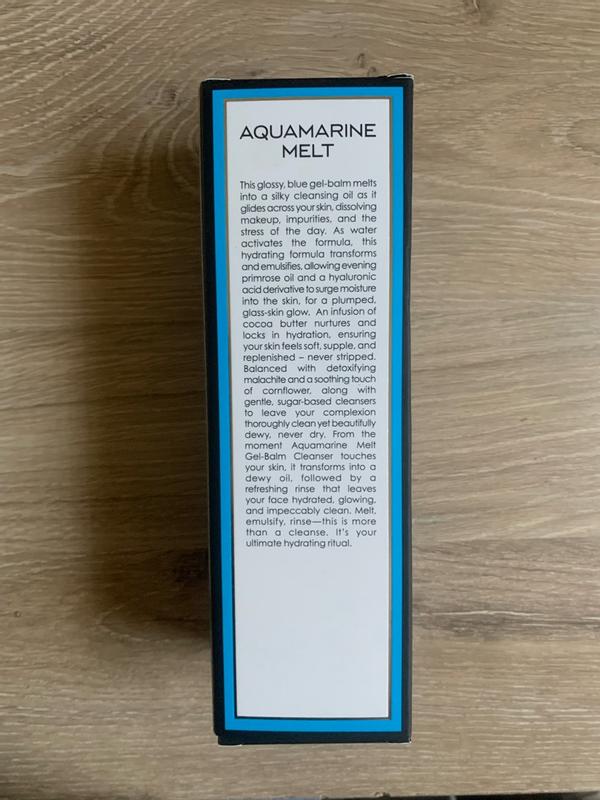 AQUAMARINE
MELT
This glossy, blue gel-balm melts
into a silky cleansing oil as it
glides across your skin, dissolving
makeup, impurities, and the
stress of the day. As water
activates the formula, this
hydrating formula transforms
and emulsifies, allowing evening
primrose oil and a hyaluronic
acid derivative to surge moisture
into the skin, for a plumped,
glass-skin glow. An infusion of
cocoa butter nurtures and
locks in hydration, ensuring
your skin feels soft, supple, and
replenished – never stripped.
Balanced with detoxifying
malachite and a soothing touch
of cornflower, along with
gentle, sugar-based cleansers
to leave your complexion
thoroughly clean yet beautifully
dewy, never dry. From the
moment Aquamarine Melt
Gel-Balm Cleanser touches
your skin, it transforms into a
dewy oil, followed by a
refreshing rinse that leaves
your face hydrated, glowing,
and impeccably clean. Melt,
emulsify, rinse—this is more
than a cleanse. It's your
ultimate hydrating ritual.